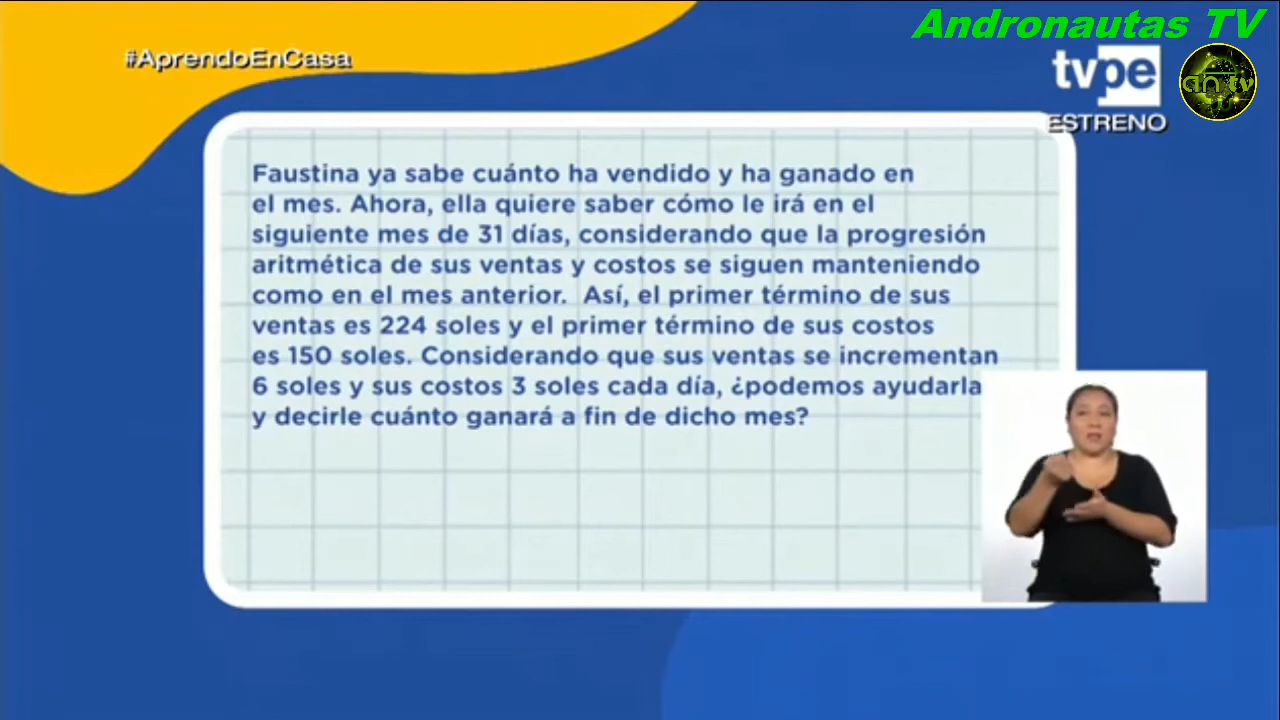 Andronautas TV
#AprendoEnCasa
tvpe
an tv
ESTRENO
Faustina ya sabe cuánto ha vendido y ha ganado en
el mes. Ahora, ella quiere saber cómo le irá en el
siguiente mes de 31 días, considerando que la progresión
aritmética de sus ventas y costos se siguen manteniendo
como en el mes anterior.  Así, el primer término de sus
ventas es 224 soles y el primer término de sus costos
es 150 soles. Considerando que sus ventas se incrementan
6 soles y sus costos 3 soles cada día, ¿podemos ayudarla
y decirle cuánto ganará a fin de dicho mes?